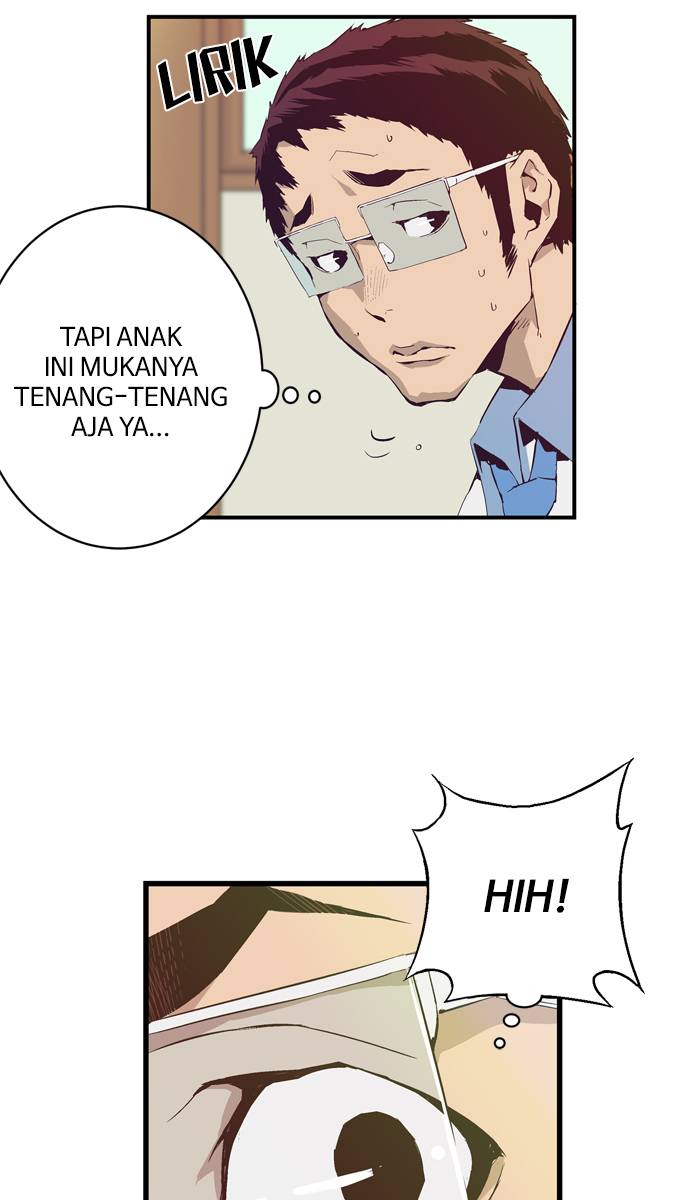 LIRIK
TAPI ANAK
INI MUKANYA
TENANG-TENANG
AJA YA...
HIH!